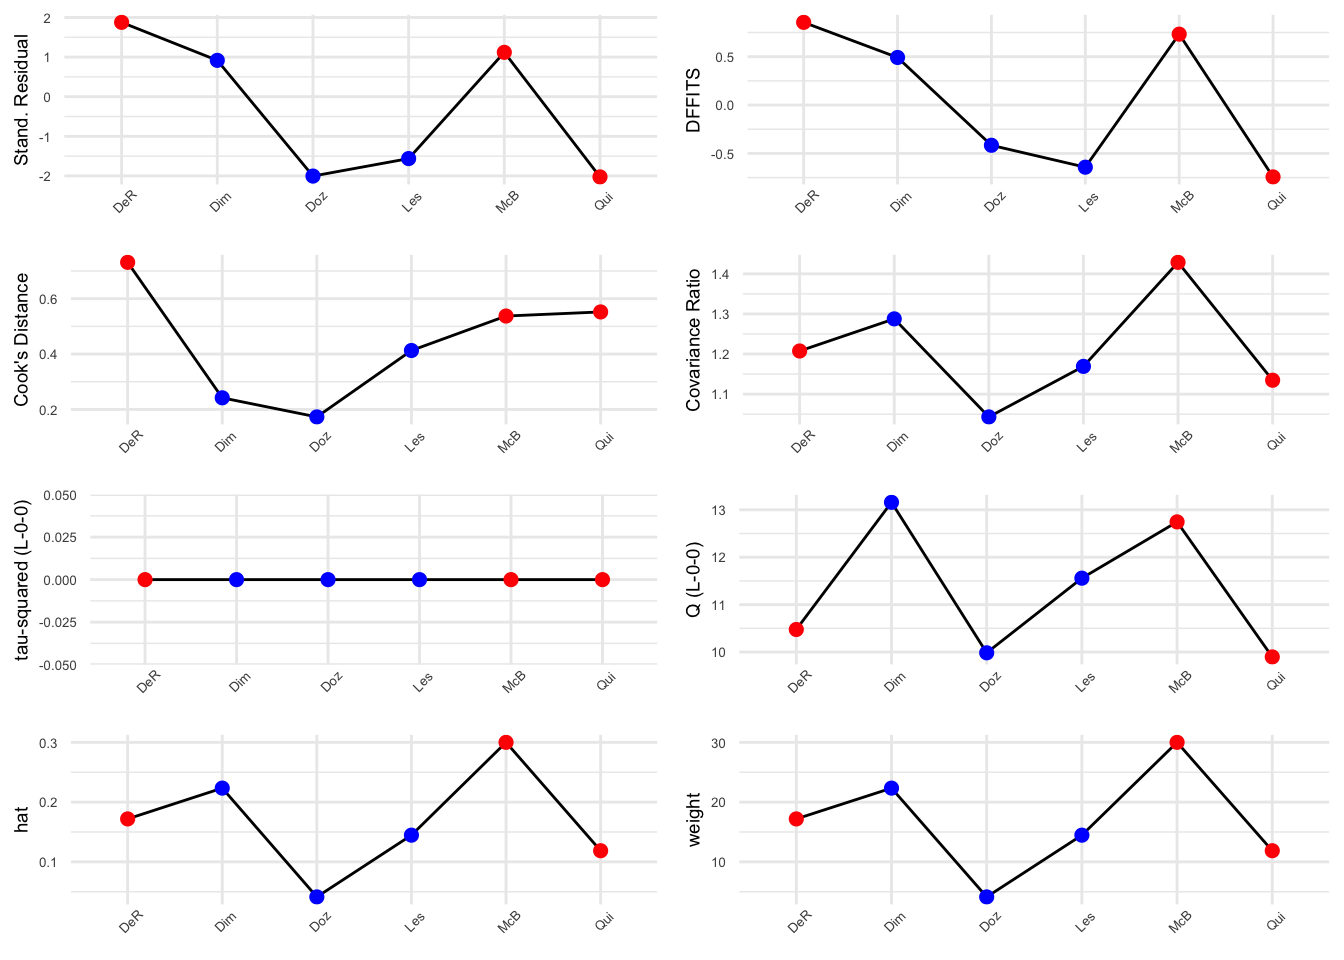 Stand. Residual
2
1
0
-1
-2
DeR Dim Doz Les McB Qui
DFFITS
0.5
0.0
-0.5
DeR Dim Doz Les McB Qui
Cook's Distance
0.6
0.4
0.2
DeR Dim Doz Les McB Qui
Covariance Ratio
1.4
1.3
1.2
1.1
DeR Dim Doz Les McB Qui
tau-squared (L-0-0)
0.050
0.025
0.000
-0.025
-0.050
DeR Dim Doz Les McB Qui
Q (L-0-0)
13
12
11
10
DeR Dim Doz Les McB Qui
hat
0.3
0.2
0.1
DeR Dim Doz Les McB Qui
weight
30
20
10
DeR Dim Doz Les McB Qui